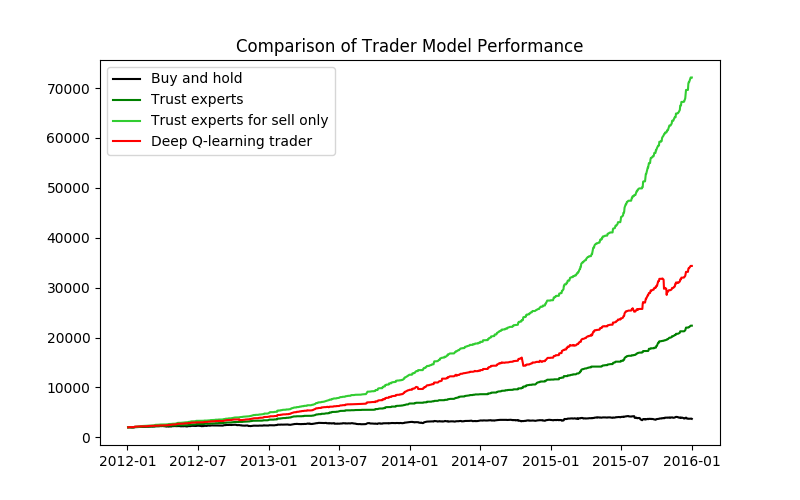 Comparison of Trader Model Performance
Buy and hold
Trust experts
Trust experts for sell only
Deep Q-learning trader
70000
60000
50000
40000
30000
20000
10000
0
2012-01 2012-07 2013-01 2013-07 2014-01 2014-07 2015-01 2015-07 2016-01